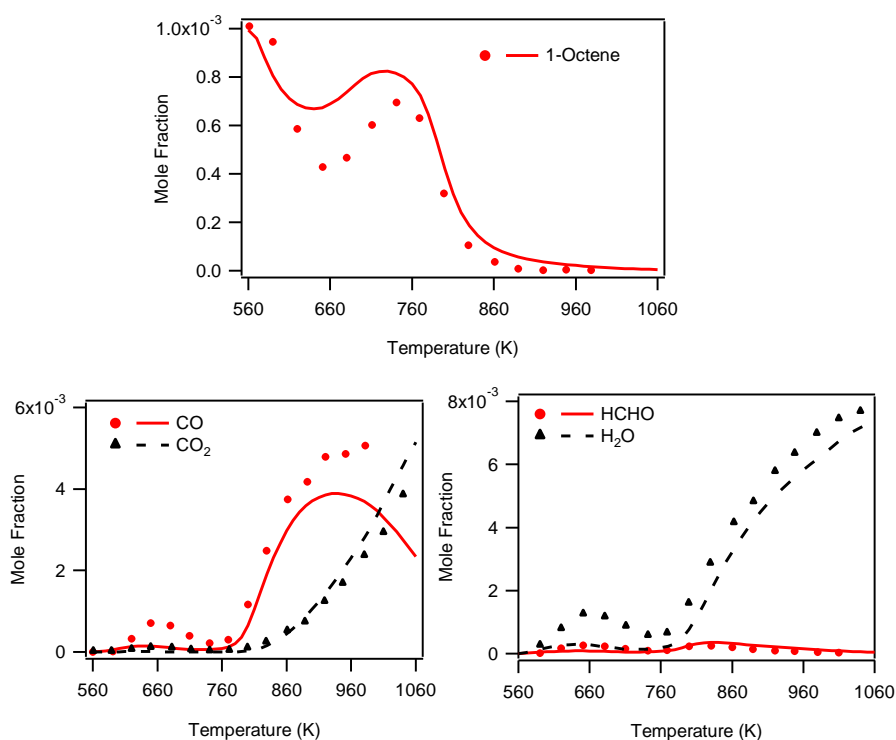 1.0x10⁻³
0.8
0.6
0.4
0.2
0.0
Mole Fraction
1-Octene
560 660 760 860 960 1060
Temperature (K)
6x10⁻³
4
2
0
Mole Fraction
CO
CO₂
560 660 760 860 960 1060
Temperature (K)
8x10⁻³
6
4
2
0
Mole Fraction
HCHO
H₂O
560 660 760 860 960 1060
Temperature (K)